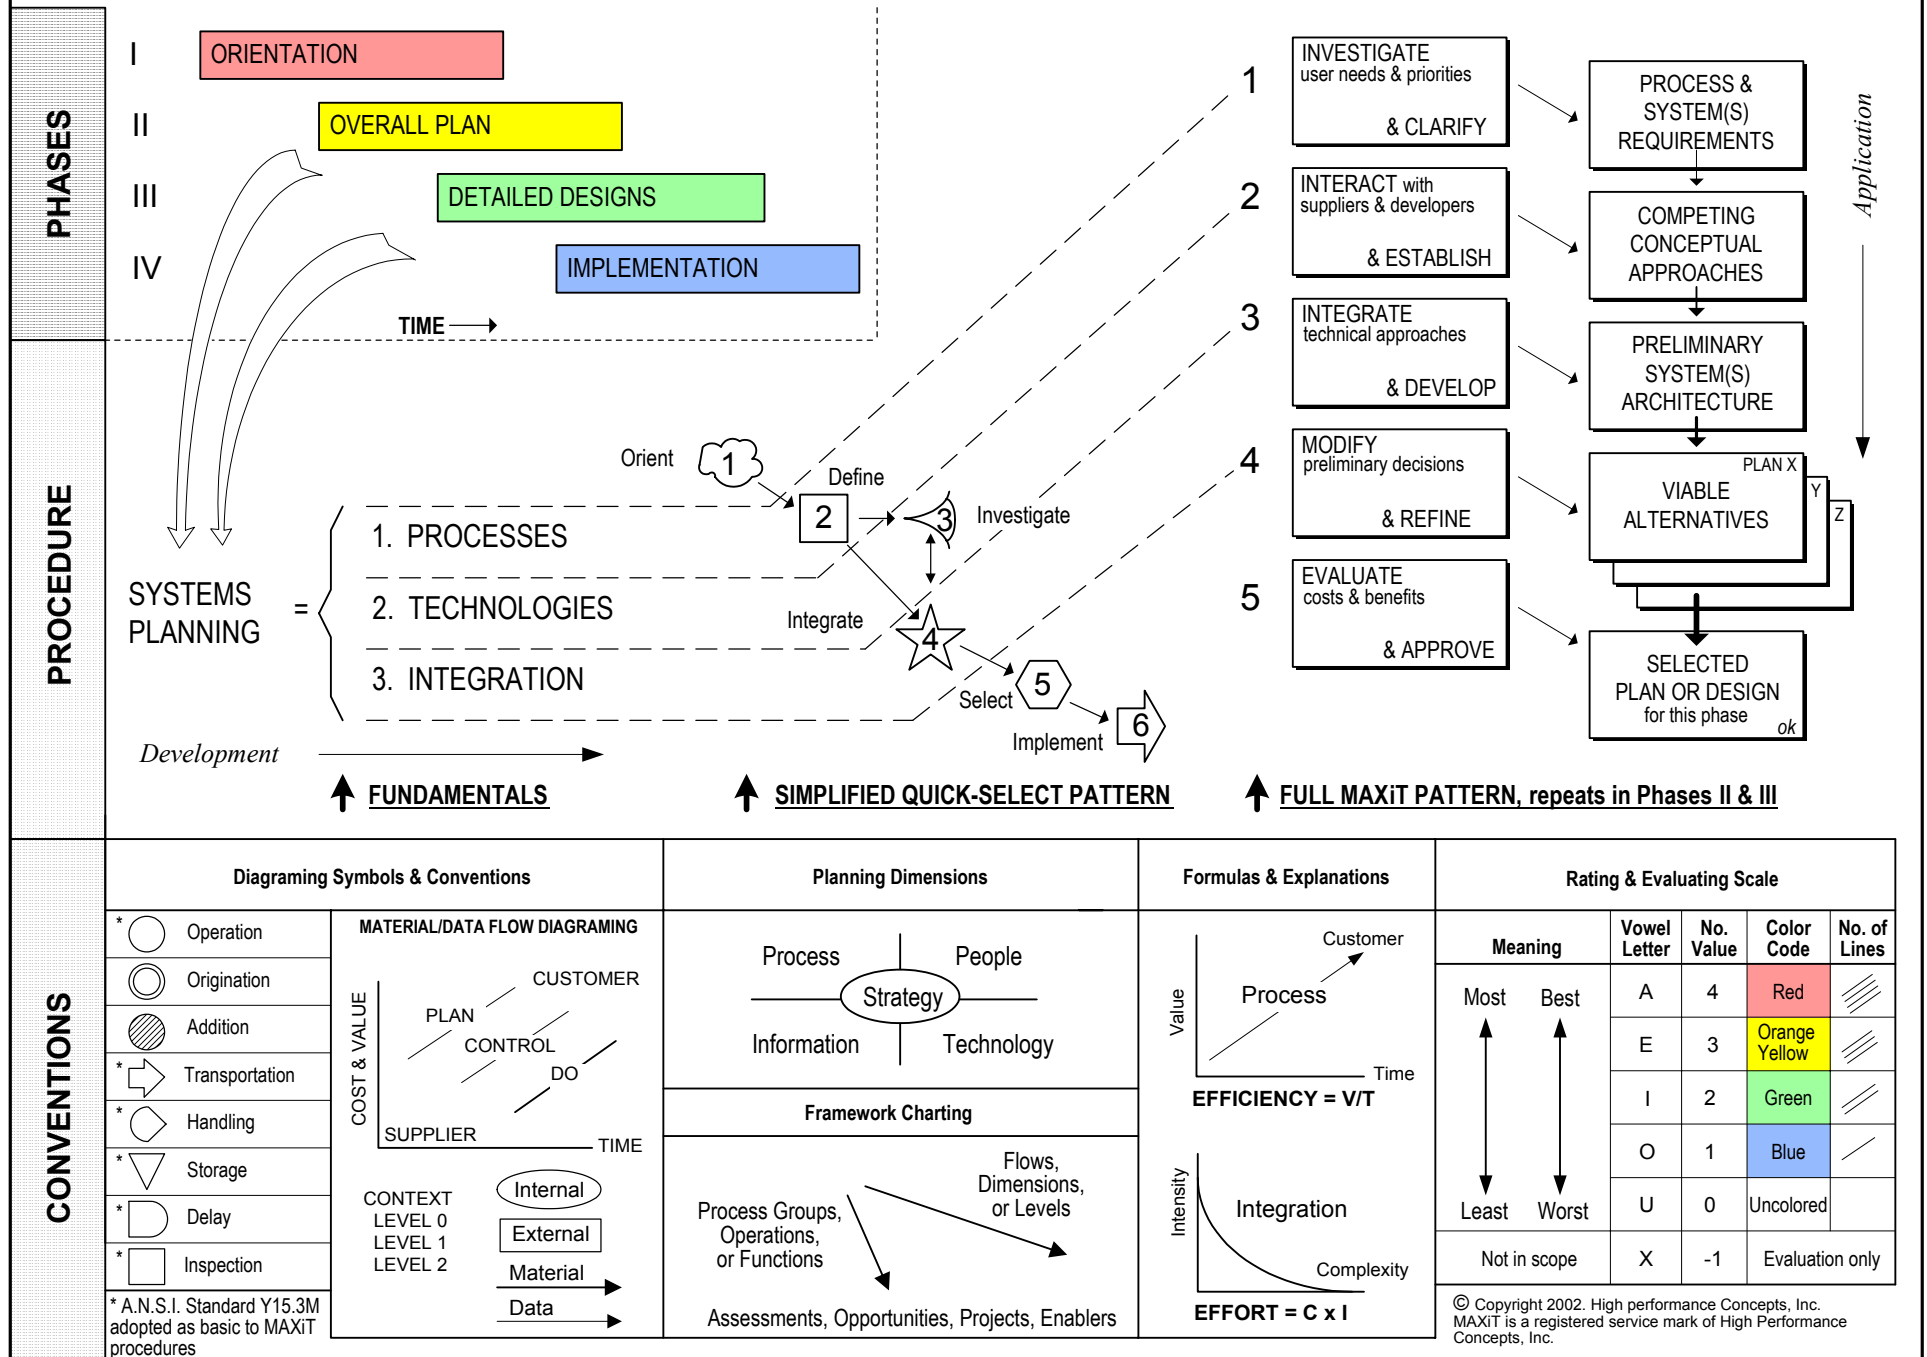 PHASES
I
ORIENTATION
II
OVERALL PLAN
III
DETAILED DESIGNS
IV
IMPLEMENTATION
TIME
PROCEDURE
SYSTEMS
PLANNING
=
1. PROCESSES
2. TECHNOLOGIES
3. INTEGRATION
Development
Orient
1
Define
2
3
Investigate
Integrate
4
Select
5
Implement
6
1
INVESTIGATE
user needs & priorities
& CLARIFY
2
INTERACT with
suppliers & developers
& ESTABLISH
3
INTEGRATE
technical approaches
& DEVELOP
4
MODIFY
preliminary decisions
& REFINE
5
EVALUATE
costs & benefits
& APPROVE
PROCESS &
SYSTEM(S)
REQUIREMENTS
COMPETING
CONCEPTUAL
APPROACHES
PRELIMINARY
SYSTEM(S)
ARCHITECTURE
PLAN X
VIABLE
ALTERNATIVES
Y
Z
SELECTED
PLAN OR DESIGN
for this phase
ok
Application
FUNDAMENTALS
SIMPLIFIED QUICK-SELECT PATTERN
FULL MAXiT PATTERN, repeats in Phases II & III
CONVENTIONS
Diagraming Symbols & Conventions
* Operation
Origination
Addition
* Transportation
* Handling
* Storage
* Delay
* Inspection
* A.N.S.I. Standard Y15.3M
adopted as basic to MAXiT
procedures
MATERIAL/DATA FLOW DIAGRAMING
COST & VALUE
CUSTOMER
PLAN
CONTROL
DO
SUPPLIER
TIME
CONTEXT
LEVEL 0
LEVEL 1
LEVEL 2
Internal
External
Material
Data
Planning Dimensions
Process
People
Strategy
Information
Technology
Framework Charting
Flows,
Dimensions,
or Levels
Process Groups,
Operations,
or Functions
Assessments, Opportunities, Projects, Enablers
Formulas & Explanations
Customer
Value
Process
Time
EFFICIENCY = V/T
Intensity
Integration
Complexity
EFFORT = C x I
Rating & Evaluating Scale
Meaning
Vowel
Letter
No.
Value
Color
Code
No. of
Lines
Most Best
Least Worst
A 4 Red
E 3 Orange
Yellow
I 2 Green
O 1 Blue
U 0 Uncolored
Not in scope X -1 Evaluation only
© Copyright 2002. High performance Concepts, Inc.
MAXiT is a registered service mark of High Performance
Concepts, Inc.